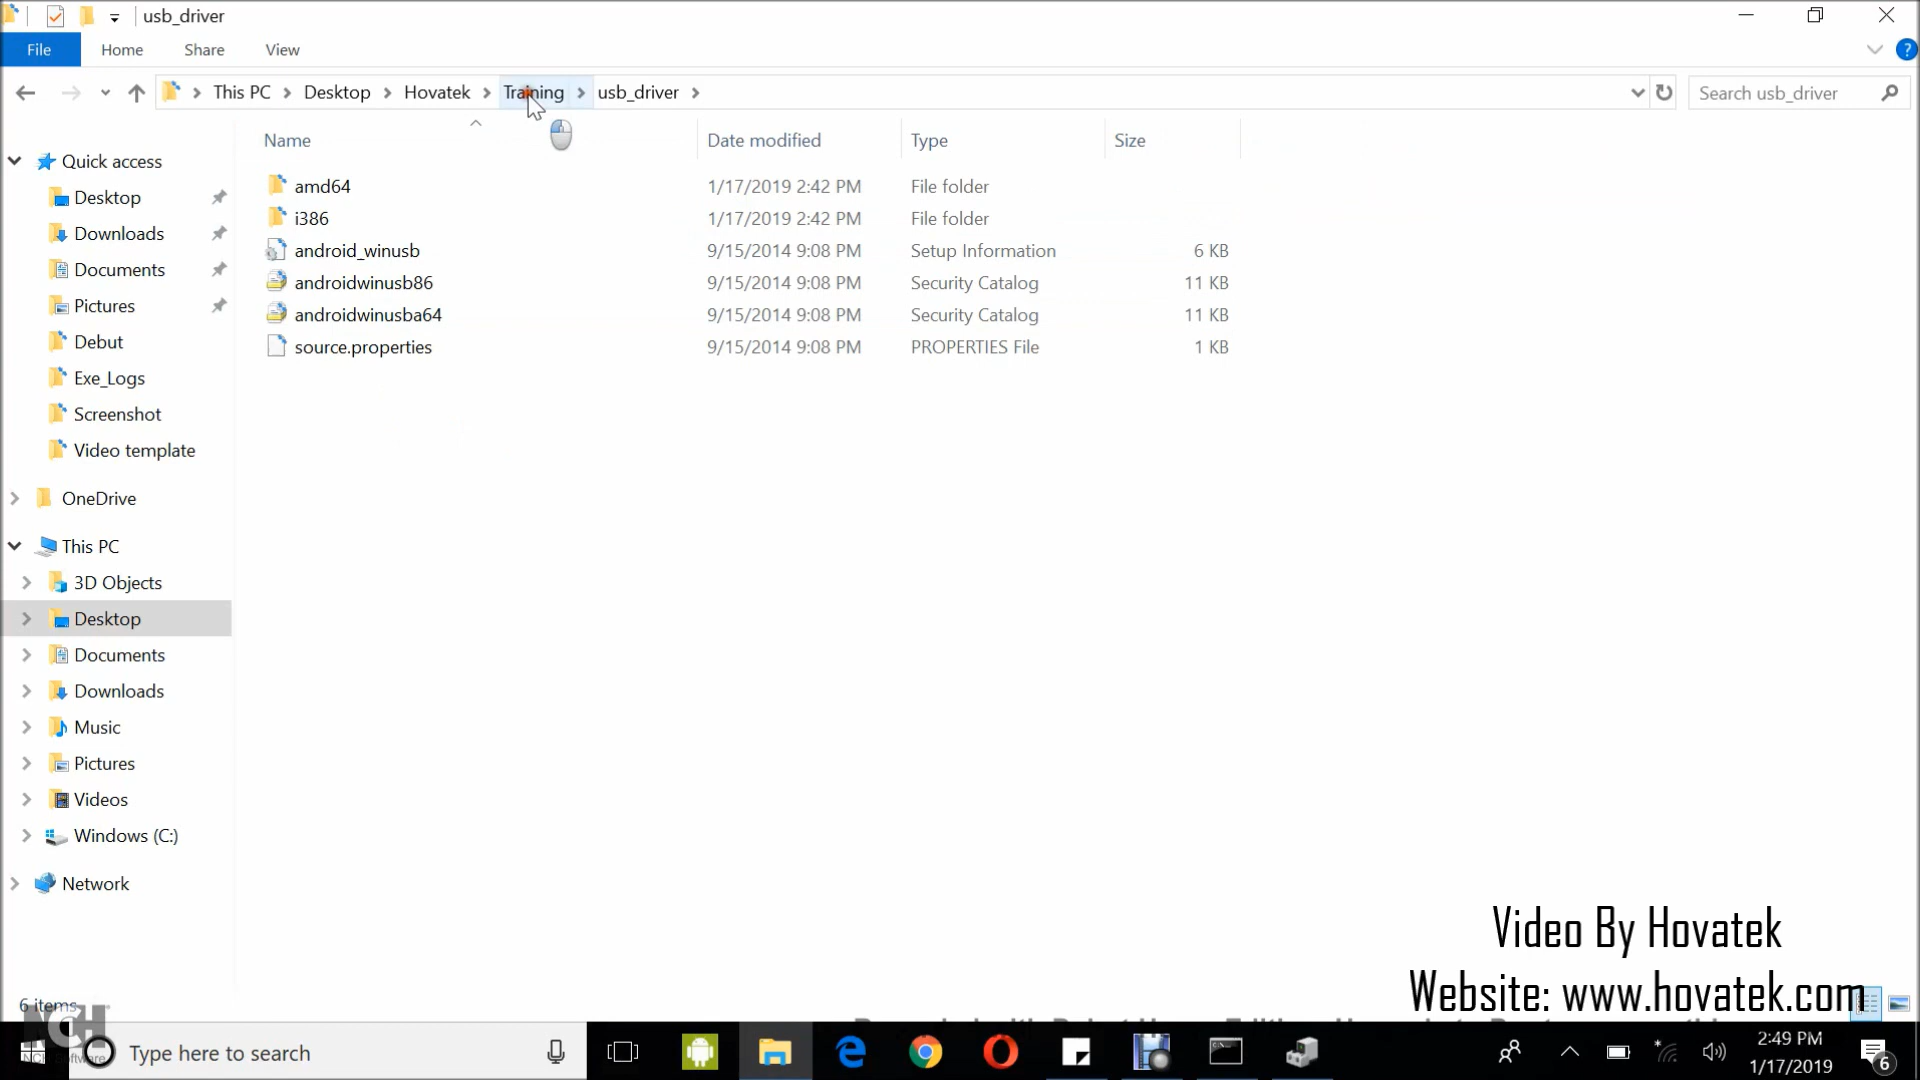 usb_driver
File Home Share View
This PC Desktop Hovatek Training usb_driver
Search usb_driver
Name Date modified Type Size
amd64 1/17/2019 2:42 PM File folder
i386 1/17/2019 2:42 PM File folder
android_winusb 9/15/2014 9:08 PM Setup Information 6 KB
androidwinusb86 9/15/2014 9:08 PM Security Catalog 11 KB
androidwinusba64 9/15/2014 9:08 PM Security Catalog 11 KB
source.properties 9/15/2014 9:08 PM PROPERTIES File 1 KB
Quick access
Desktop
Downloads
Documents
Pictures
Debut
Exe_Logs
Screenshot
Video template
OneDrive
This PC
3D Objects
Desktop
Documents
Downloads
Music
Pictures
Videos
Windows (C:)
Network
Video By Hovatek
Website: www.hovatek.com
6 items
NCH
Software
Type here to search
2:49 PM
1/17/2019
6